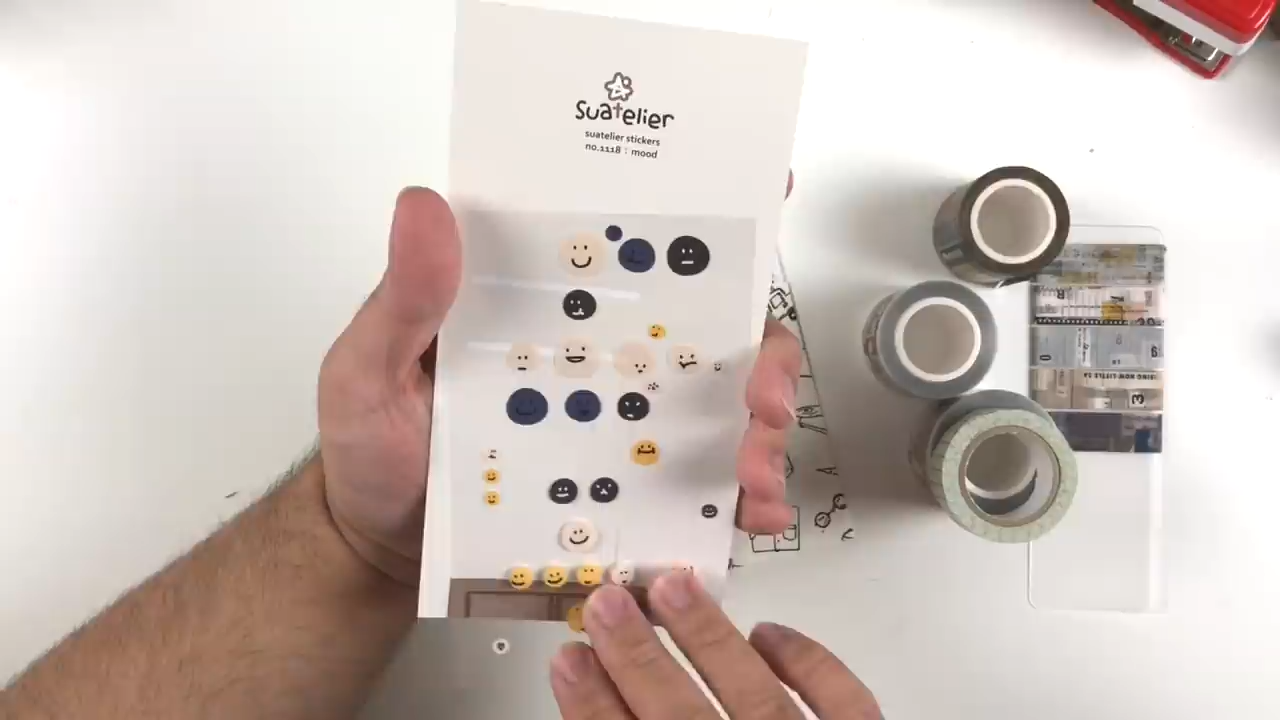 suatelier
suatelier stickers
no.1118 : mood